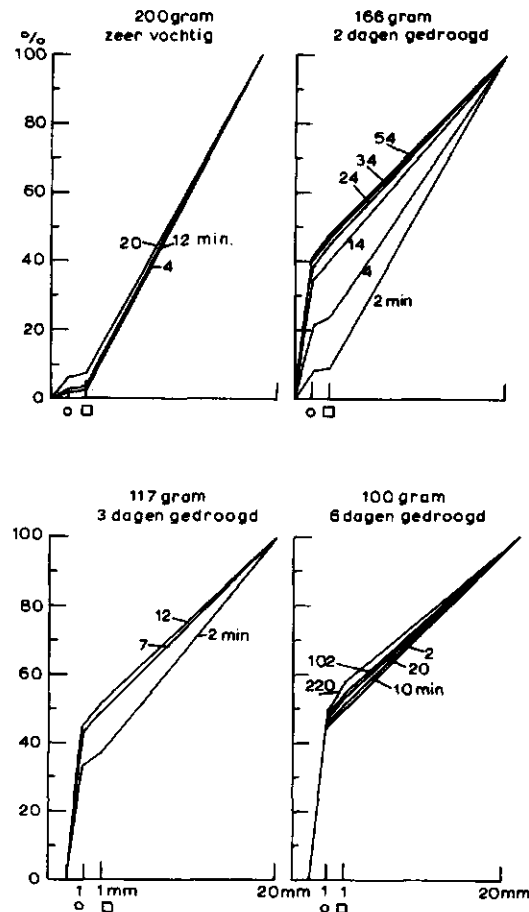 200 gram
zeer vochtig
166 gram
2 dagen gedroogd
%
100
80
60
40
20
0
20
12 min.
4
54
34
24
14
4
2 min
117 gram
3 dagen gedroogd
100 gram
6 dagen gedroogd
100
80
60
40
20
0
12
7
2 min
2
102
20
220
10 min
1
1mm
20mm
1
1
20mm